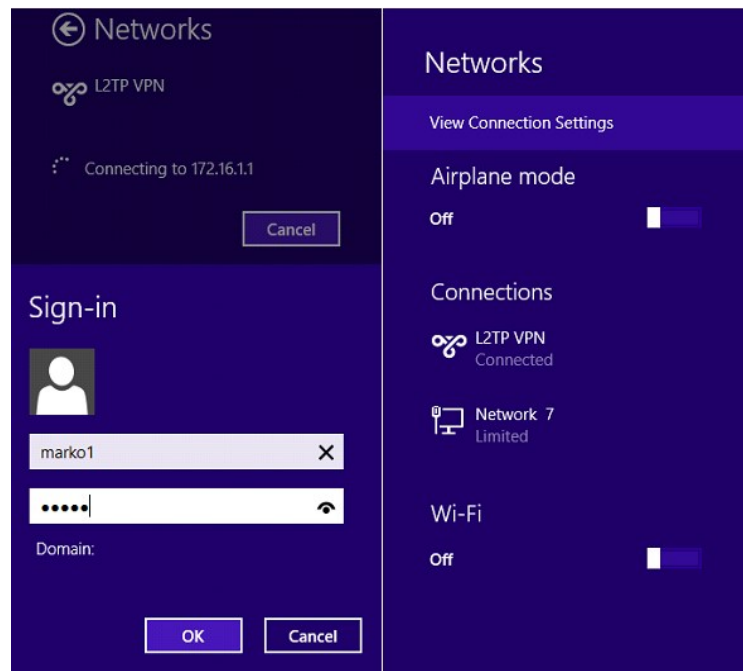 Networks
L2TP VPN
Connecting to 172.16.1.1
Cancel
Sign-in
marko1
•••••
Domain:
OK
Cancel
Networks
View Connection Settings
Airplane mode
Off
Connections
L2TP VPN
Connected
Network 7
Limited
Wi-Fi
Off